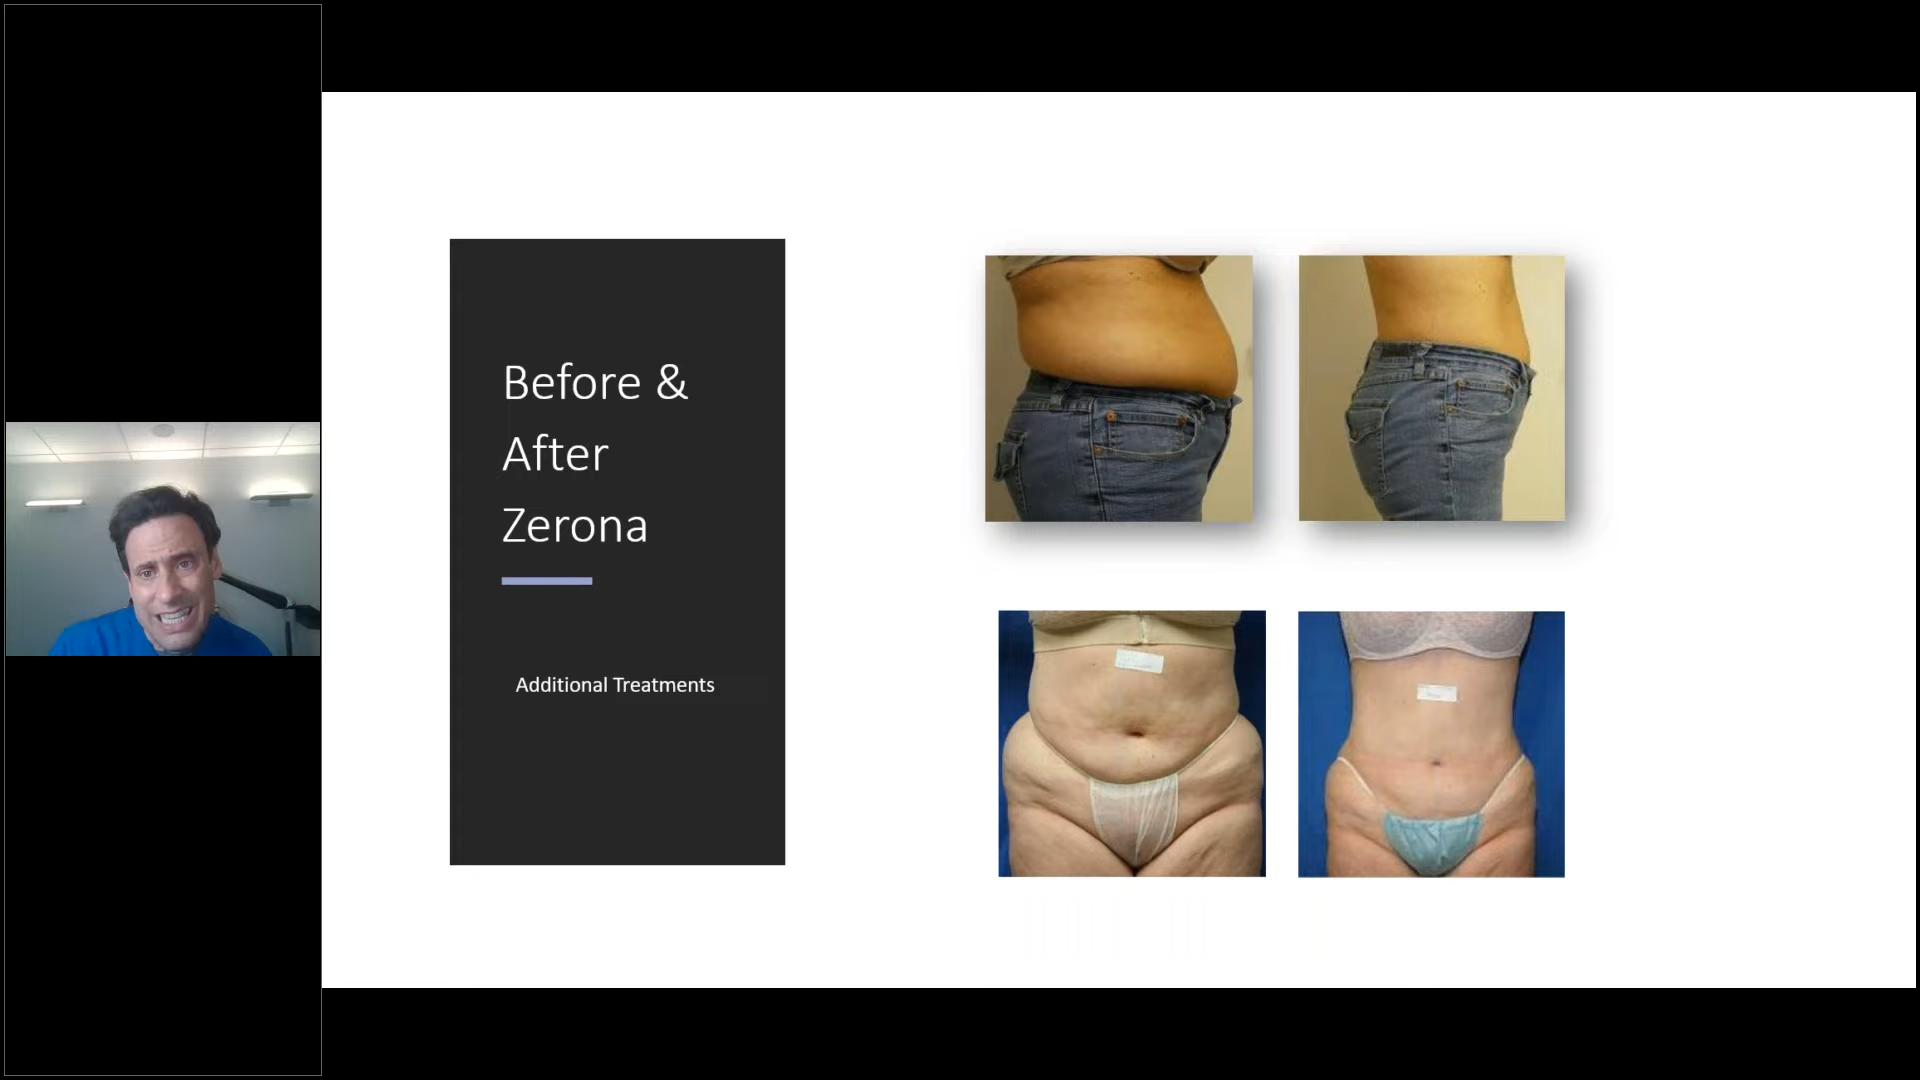 Before &
After
Zerona
Additional Treatments